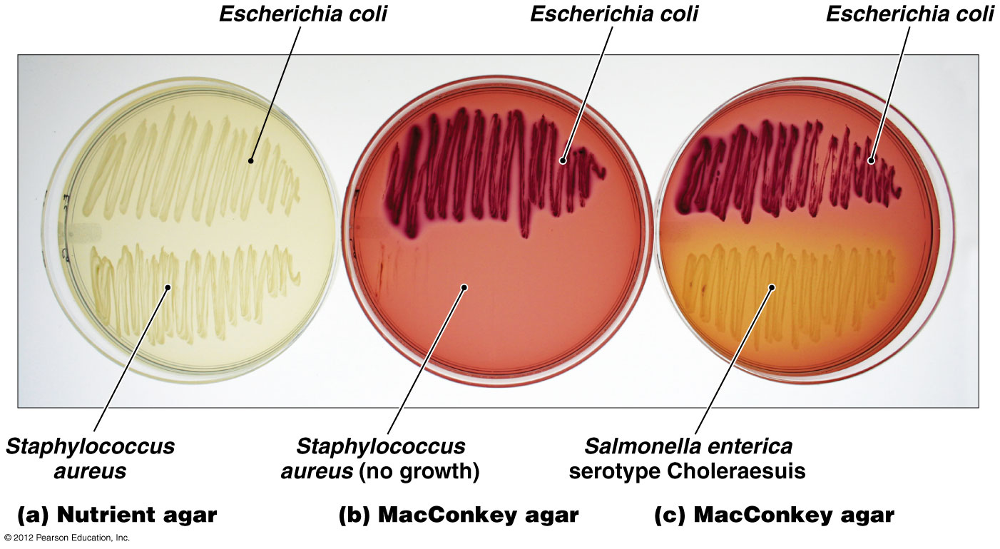 Escherichia coli
Escherichia coli
Escherichia coli
Staphylococcus
aureus
Staphylococcus
aureus (no growth)
Salmonella enterica
serotype Choleraesuis
(a) Nutrient agar
(b) MacConkey agar
(c) MacConkey agar
© 2012 Pearson Education, Inc.